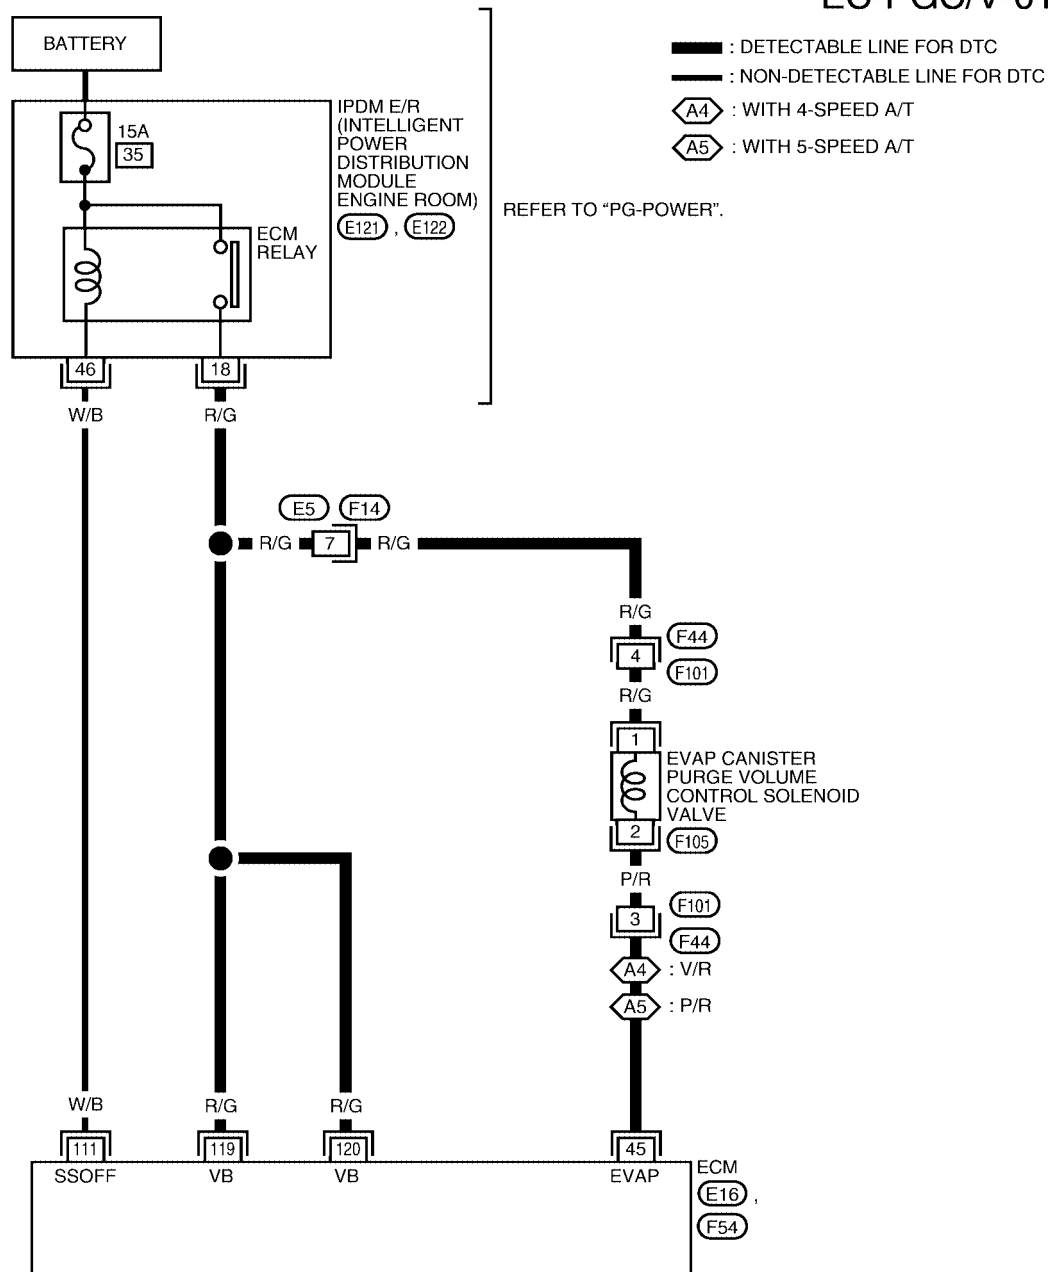 BATTERY
: DETECTABLE LINE FOR DTC
: NON-DETECTABLE LINE FOR DTC
A4 : WITH 4-SPEED A/T
A5 : WITH 5-SPEED A/T
15A
35
IPDM E/R
(INTELLIGENT
POWER
DISTRIBUTION
MODULE
ENGINE ROOM)
E121 , E122
REFER TO “PG-POWER”.
ECM
RELAY
46 18
W/B R/G
E5 F14
R/G 7 R/G
R/G
F44
4
F101
R/G
1
EVAP CANISTER
PURGE VOLUME
CONTROL SOLENOID
VALVE
2
F105
P/R
F101
3
F44
A4 : V/R
A5 : P/R
W/B R/G R/G
111 119 120 45
SSOFF VB VB EVAP
ECM
E16 ,
F54